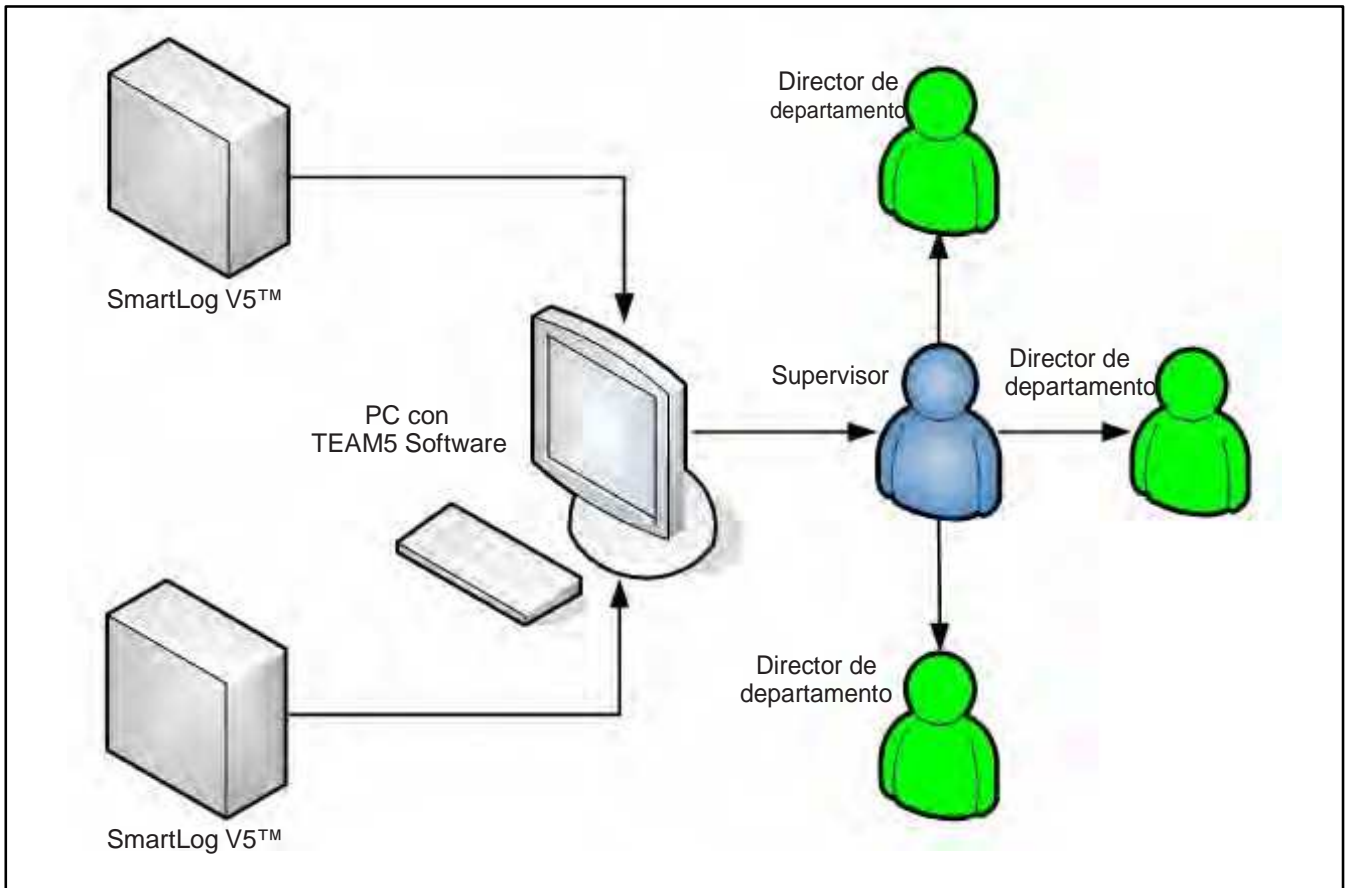 Director de
departamento
SmartLog V5™
Supervisor
Director de
departamento
PC con
TEAM5 Software
Director de
departamento
SmartLog V5™